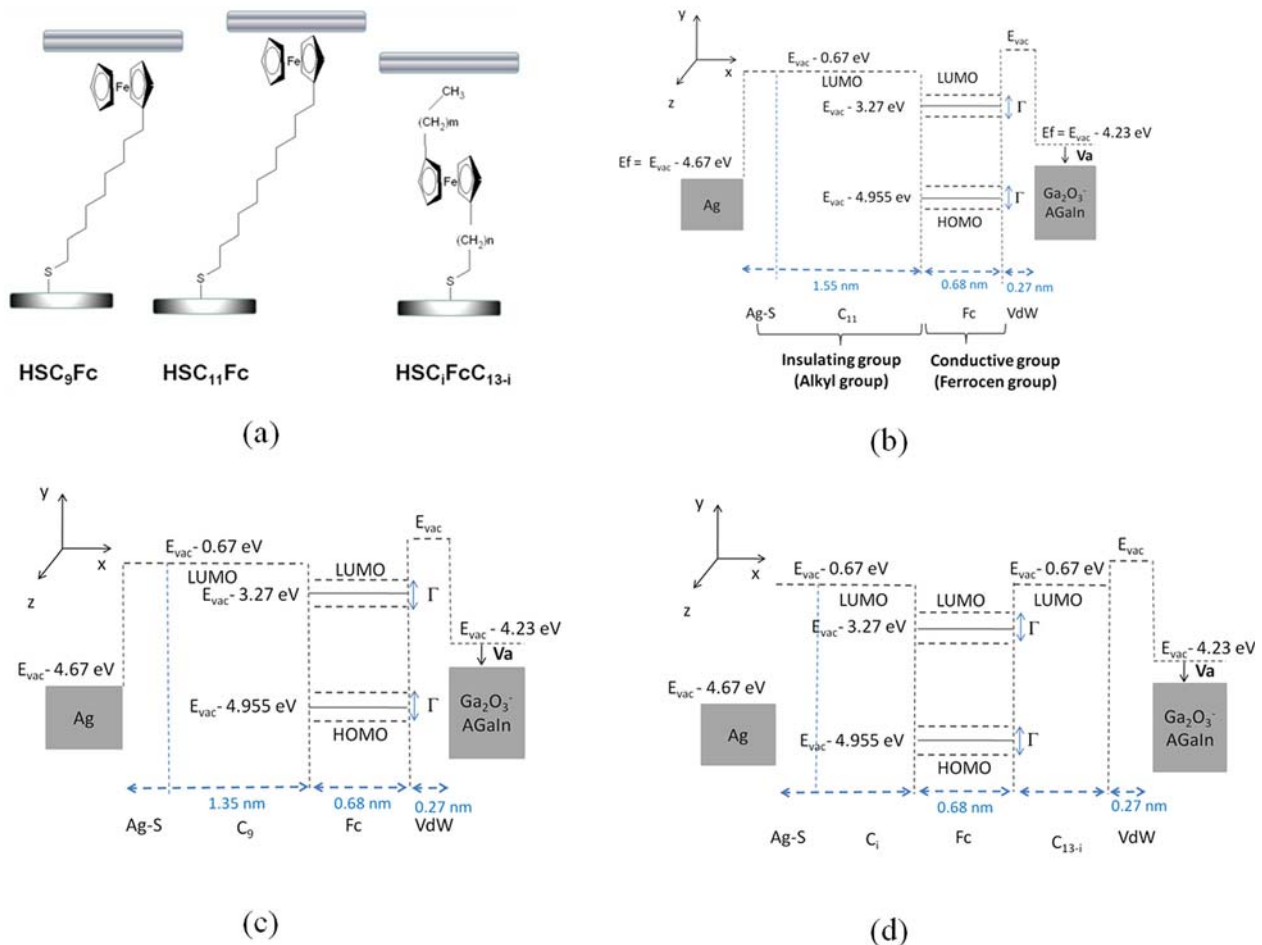 Fe
S
HSC9Fc
Fe
S
HSC11Fc
CH3
(CH2)m
Fe
(CH2)n
S
HSCiFcC13-i
(a)
y
x
z
Evac
Evac - 0.67 eV
LUMO
LUMO
Evac - 3.27 eV
Γ
Ef = Evac - 4.23 eV
Va
Ef = Evac - 4.67 eV
Ag
Ga2O3-
AGaIn
Evac - 4.955 ev
Γ
HOMO
1.55 nm
0.68 nm
0.27 nm
Ag-S
C11
Fc
VdW
Insulating group
(Alkyl group)
Conductive group
(Ferrocen group)
(b)
y
x
z
Evac
Evac - 0.67 eV
LUMO
LUMO
Evac - 3.27 eV
Γ
Evac - 4.23 eV
Va
Evac - 4.67 eV
Ag
Ga2O3-
AGaIn
Evac - 4.955 eV
Γ
HOMO
1.35 nm
0.68 nm
0.27 nm
Ag-S
C9
Fc
VdW
(c)
y
x
z
Evac
Evac - 0.67 eV
Evac - 0.67 eV
LUMO
LUMO
LUMO
Evac - 3.27 eV
Γ
Evac - 4.23 eV
Va
Evac - 4.67 eV
Ag
Ga2O3-
AGaIn
Evac - 4.955 eV
Γ
HOMO
0.68 nm
0.27 nm
Ag-S
Ci
Fc
C13-i
VdW
(d)